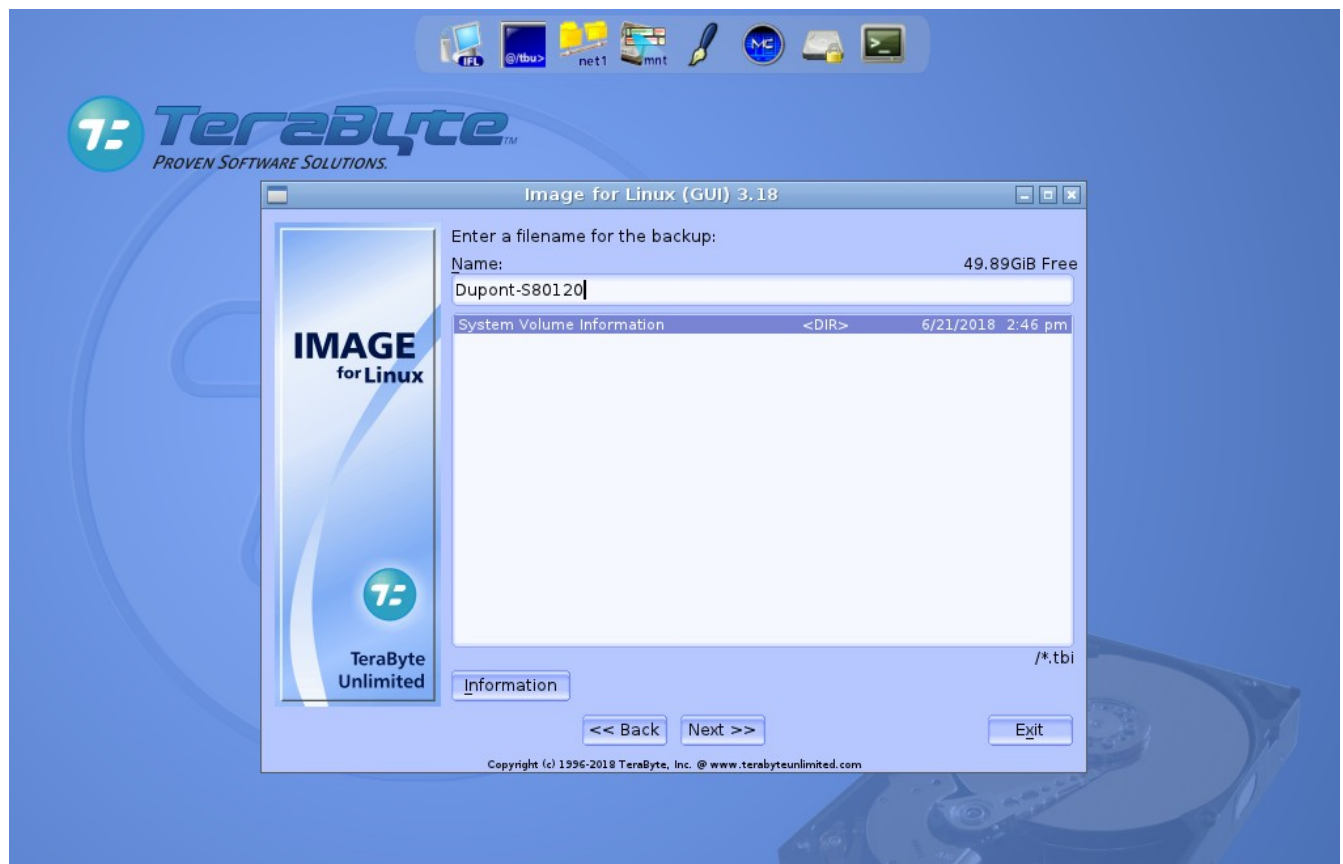 IFL
@/tbu>
net1
mnt
MC
>_
TeraByte TM
PROVEN SOFTWARE SOLUTIONS.
Image for Linux (GUI) 3.18
Enter a filename for the backup:
Name: 49.89GiB Free
Dupont-S80120
System Volume Information <DIR> 6/21/2018 2:46 pm
IMAGE
for Linux
/*.tbi
TeraByte
Unlimited
Information
<< Back Next >> Exit
Copyright (c) 1996-2018 TeraByte, Inc. @ www.terabyteunlimited.com